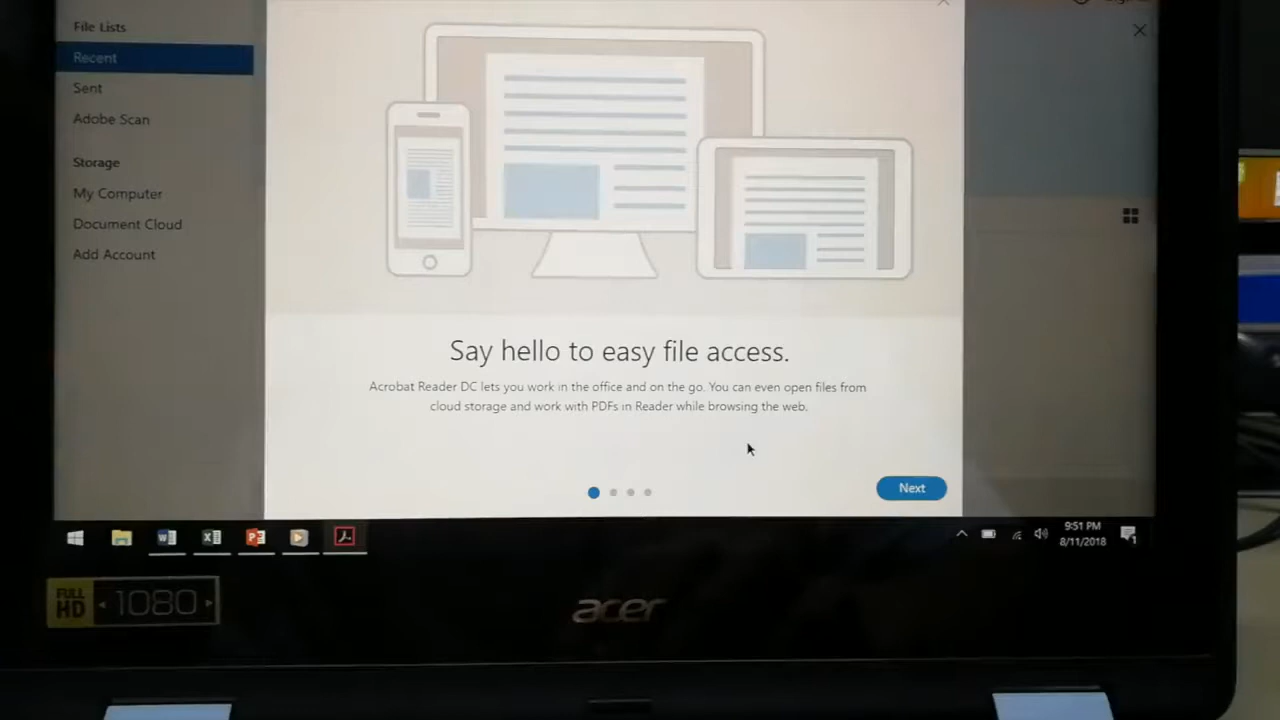 File Lists
Recent
Sent
Adobe Scan
Storage
My Computer
Document Cloud
Add Account
Say hello to easy file access.
Acrobat Reader DC lets you work in the office and on the go. You can even open files from
cloud storage and work with PDFs in Reader while browsing the web.
Next
9:51 PM
8/11/2018
FULL
HD
1080
acer